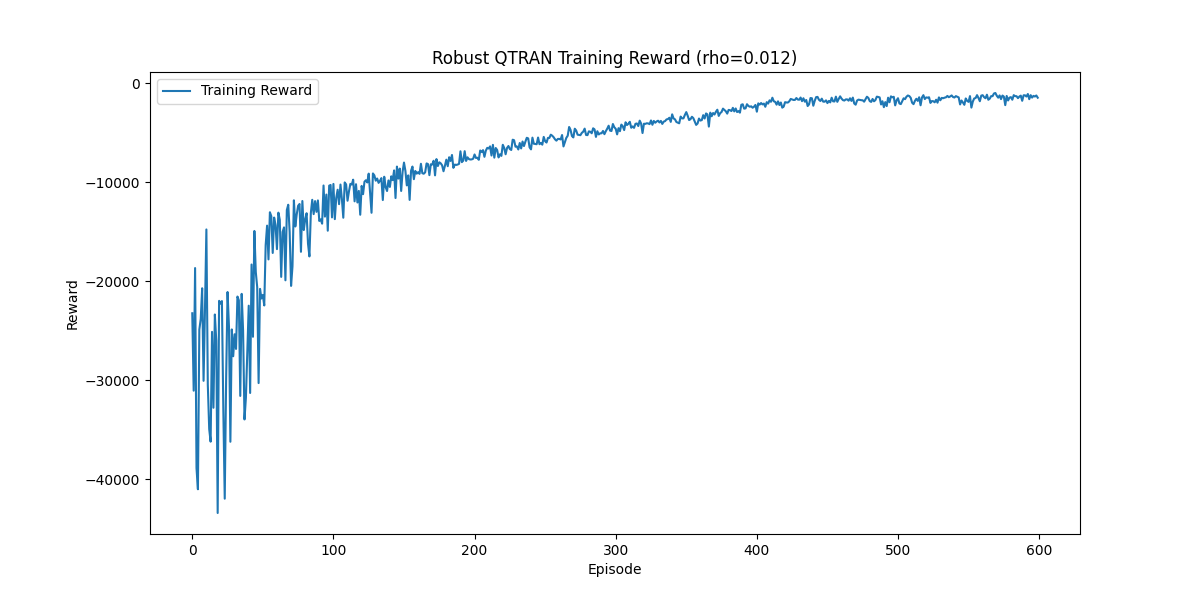 Robust QTRAN Training Reward (rho=0.012)
Training Reward
0
−10000
−20000
−30000
−40000
Reward
0 100 200 300 400 500 600
Episode